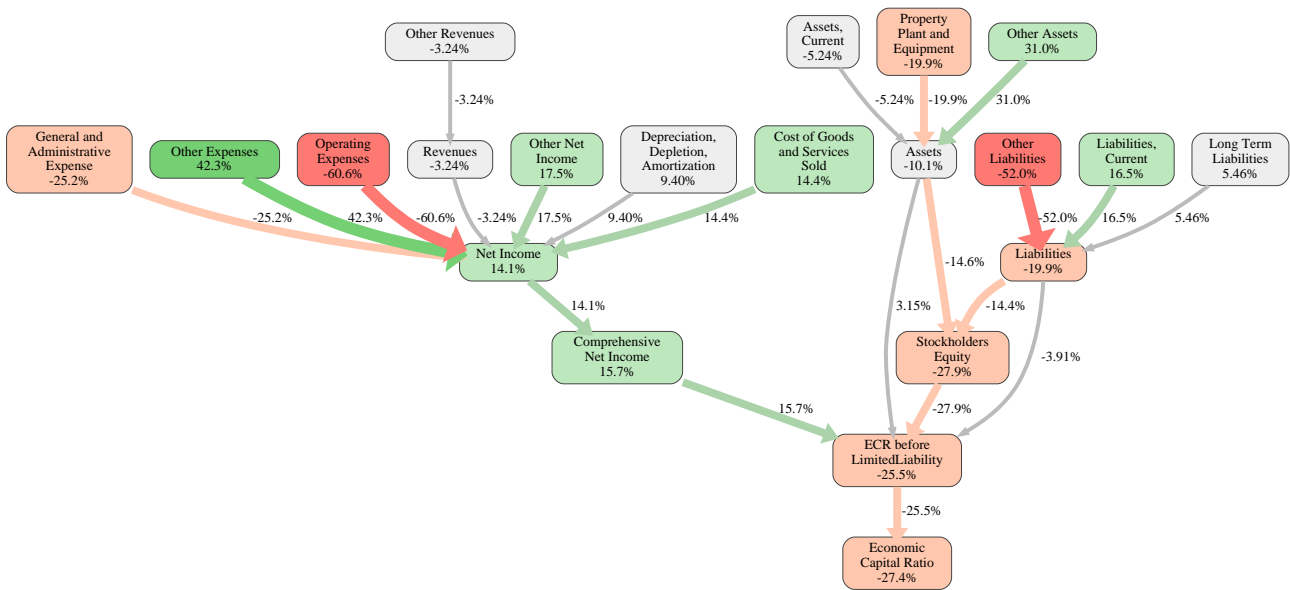 Other Revenues
-3.24%
Assets,
Current
-5.24%
Property
Plant and
Equipment
-19.9%
Other Assets
31.0%
-3.24%
-5.24%
-19.9%
31.0%
General and
Administrative
Expense
-25.2%
Other Expenses
42.3%
Operating
Expenses
-60.6%
Revenues
-3.24%
Other Net
Income
17.5%
Depreciation,
Depletion,
Amortization
9.40%
Cost of Goods
and Services
Sold
14.4%
Assets
-10.1%
Other
Liabilities
-52.0%
Liabilities,
Current
16.5%
Long Term
Liabilities
5.46%
-25.2%
42.3%
-60.6%
-3.24%
17.5%
9.40%
14.4%
-52.0%
16.5%
5.46%
Net Income
14.1%
-14.6%
Liabilities
-19.9%
14.1%
3.15%
-14.4%
Comprehensive
Net Income
15.7%
Stockholders
Equity
-27.9%
-3.91%
15.7%
-27.9%
ECR before
LimitedLiability
-25.5%
-25.5%
Economic
Capital Ratio
-27.4%